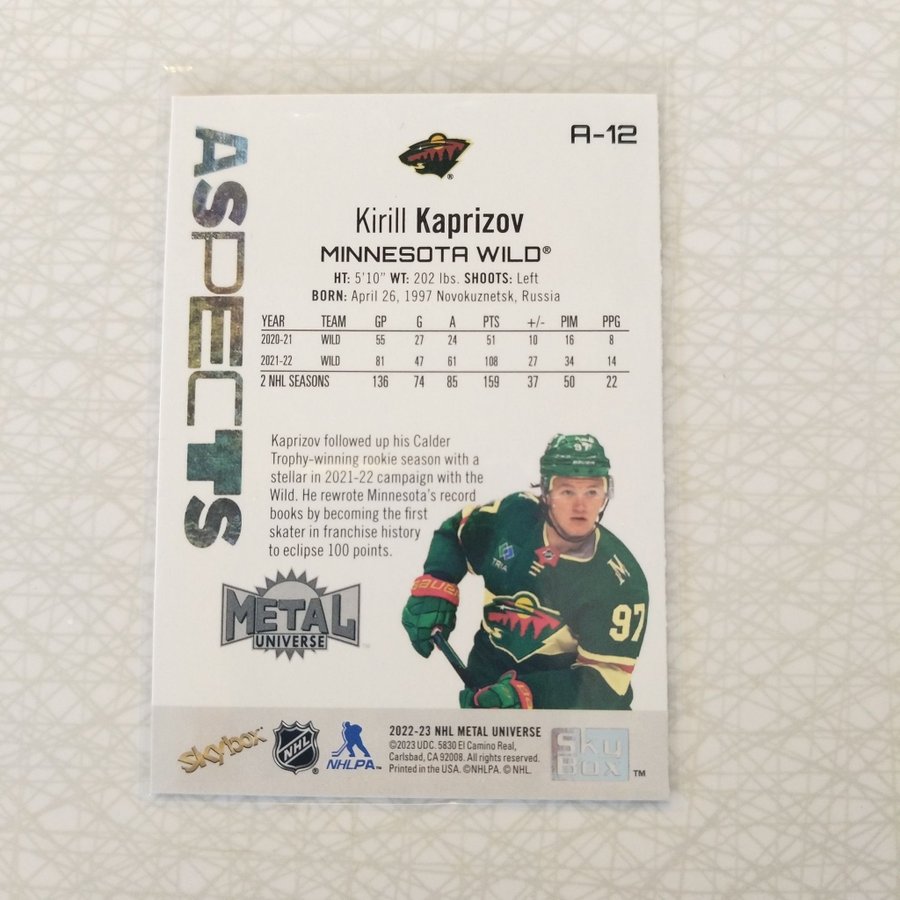 A-12
ASPECTS
Kirill Kaprizov
MINNESOTA WILD®
HT: 5'10" WT: 202 lbs. SHOOTS: Left
BORN: April 26, 1997 Novokuznetsk, Russia
YEAR TEAM GP G A PTS +/- PIM PPG
2020-21 WILD 55 27 24 51 10 16 8
2021-22 WILD 81 47 61 108 27 34 14
2 NHL SEASONS 136 74 85 159 37 50 22
Kaprizov followed up his Calder
Trophy-winning rookie season with a
stellar in 2021-22 campaign with the
Wild. He rewrote Minnesota's record
books by becoming the first
skater in franchise history
to eclipse 100 points.
97
TRIA
M
BAUER
97
METAL
UNIVERSE
skybox
NHL
NHLPA
2022-23 NHL METAL UNIVERSE
©2023 UDC. 5830 El Camino Real,
Carlsbad, CA 92008. All rights reserved.
Printed in the USA. ©NHLPA. © NHL.
Sky
Box ™